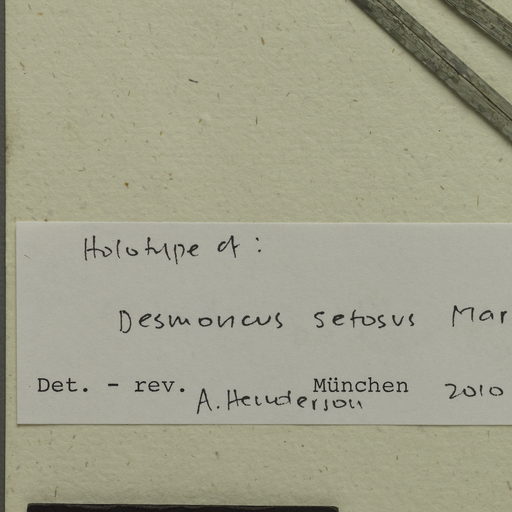 Holotype of:
Desmoncus setosus Mar
Det. - rev. A. Henderson München 2010